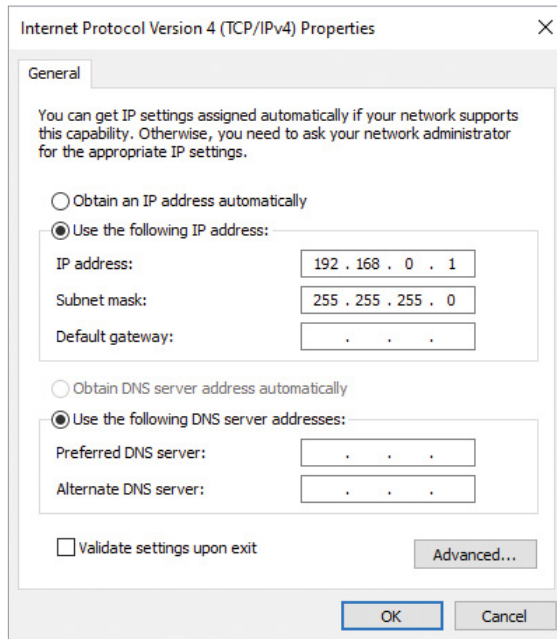 Internet Protocol Version 4 (TCP/IPv4) Properties
General
You can get IP settings assigned automatically if your network supports
this capability. Otherwise, you need to ask your network administrator
for the appropriate IP settings.
Obtain an IP address automatically
Use the following IP address:
IP address: 192 . 168 . 0 . 1
Subnet mask: 255 . 255 . 255 . 0
Default gateway: . . .
Obtain DNS server address automatically
Use the following DNS server addresses:
Preferred DNS server: . . .
Alternate DNS server: . . .
Validate settings upon exit
Advanced...
OK Cancel